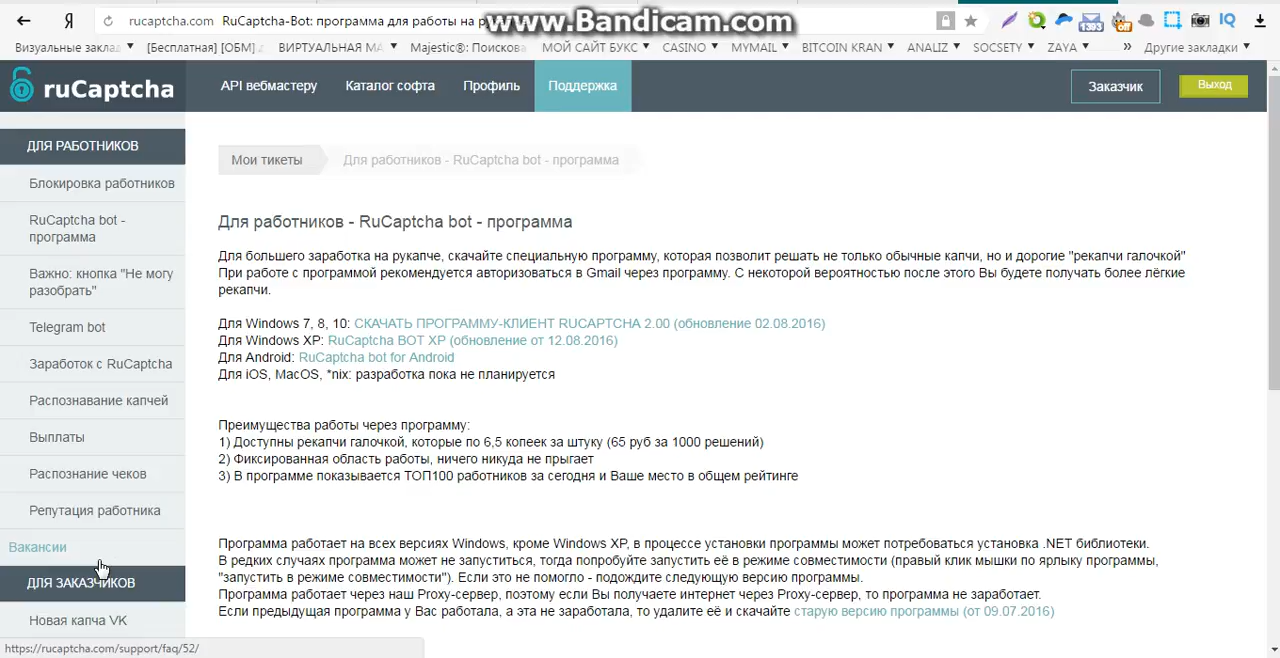 Я rucaptcha.com RuCaptcha-Bot: программа для работы на р
www.Bandicam.com
1393
off
IQ
Визуальные заклад [Бесплатная] [ОБМ] ВИРТУАЛЬНАЯ МА Majestic®: Поискова МОЙ САЙТ БУКС CASINO MYMAIL BITCOIN KRAN ANALIZ SOCSETY ZAYA » Другие закладки
ruCaptcha
API вебмастеру Каталог софта Профиль Поддержка Заказчик Выход
ДЛЯ РАБОТНИКОВ
Блокировка работников
RuCaptcha bot -
программа
Важно: кнопка "Не могу
разобрать"
Telegram bot
Заработок с RuCaptcha
Распознавание капчей
Выплаты
Распознание чеков
Репутация работника
Вакансии
ДЛЯ ЗАКАЗЧИКОВ
Новая капча VK
https://rucaptcha.com/support/faq/52/
Мои тикеты Для работников - RuCaptcha bot - программа
Для работников - RuCaptcha bot - программа
Для большего заработка на рукапче, скачайте специальную программу, которая позволит решать не только обычные капчи, но и дорогие "рекапчи галочкой"
При работе с программой рекомендуется авторизоваться в Gmail через программу. С некоторой вероятностью после этого Вы будете получать более лёгкие
рекапчи.
Для Windows 7, 8, 10: СКАЧАТЬ ПРОГРАММУ-КЛИЕНТ RUCAPTCHA 2.00 (обновление 02.08.2016)
Для Windows XP: RuCaptcha BOT XP (обновление от 12.08.2016)
Для Android: RuCaptcha bot for Android
Для iOS, MacOS, *nix: разработка пока не планируется
Преимущества работы через программу:
1) Доступны рекапчи галочкой, которые по 6,5 копеек за штуку (65 руб за 1000 решений)
2) Фиксированная область работы, ничего никуда не прыгает
3) В программе показывается ТОП100 работников за сегодня и Ваше место в общем рейтинге
Программа работает на всех версиях Windows, кроме Windows XP, в процессе установки программы может потребоваться установка .NET библиотеки.
В редких случаях программа может не запуститься, тогда попробуйте запустить её в режиме совместимости (правый клик мышки по ярлыку программы,
"запустить в режиме совместимости"). Если это не помогло - подождите следующую версию программы.
Программа работает через наш Proxy-сервер, поэтому если Вы получаете интернет через Proxy-сервер, то программа не заработает.
Если предыдущая программа у Вас работала, а эта не заработала, то удалите её и скачайте старую версию программы (от 09.07.2016)